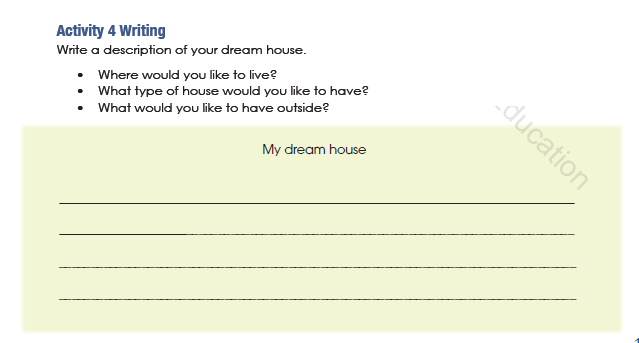 Activity 4 Writing
Write a description of your dream house.
• Where would you like to live?
• What type of house would you like to have?
• What would you like to have outside?
My dream house